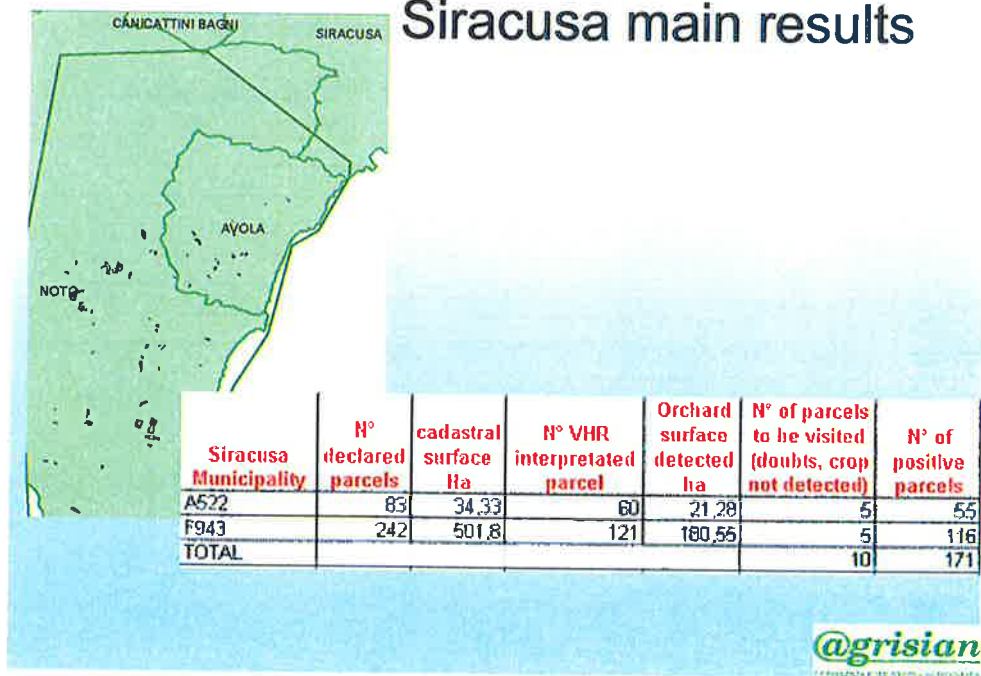 Siracusa main results
CANICATTINI BAGNI
SIRACUSA
AVOLA
NOTO
Siracusa Municipality | N° declared parcels | cadastral surface Ha | N° VHR interpretated parcel | Orchard surface detected ha | N° of parcels to be visited (doubts, crop not detected) | N° of positive parcels
A522 | 83 | 34,33 | 60 | 21,28 | 5 | 55
F943 | 242 | 501,8 | 121 | 180,55 | 5 | 116
TOTAL | 10 | 171
@grisian